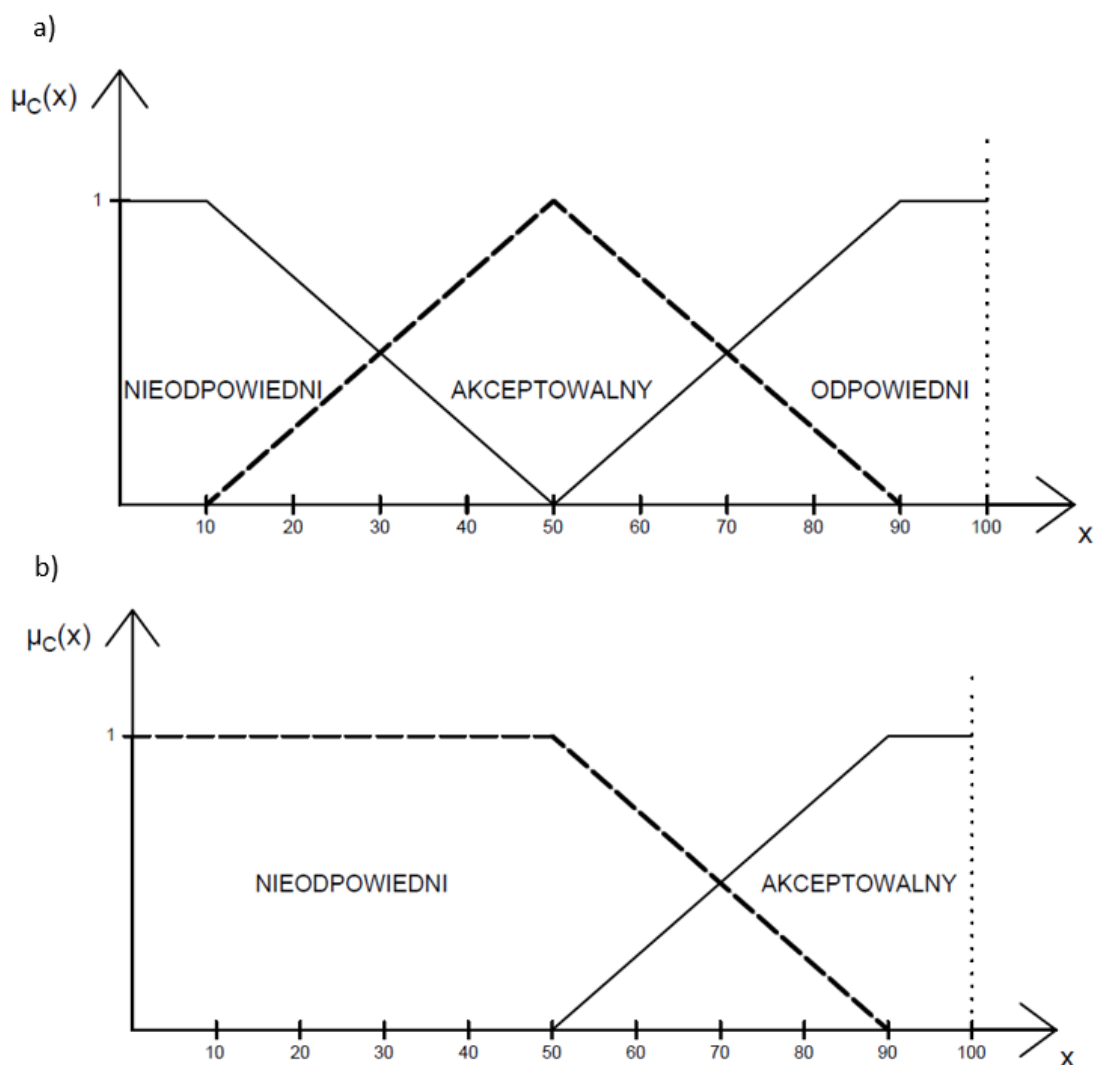 a)
μC(x)
1
NIEODPOWIEDNI AKCEPTOWALNY ODPOWIEDNI
10 20 30 40 50 60 70 80 90 100
x
b)
μC(x)
1
NIEODPOWIEDNI AKCEPTOWALNY
10 20 30 40 50 60 70 80 90 100
x